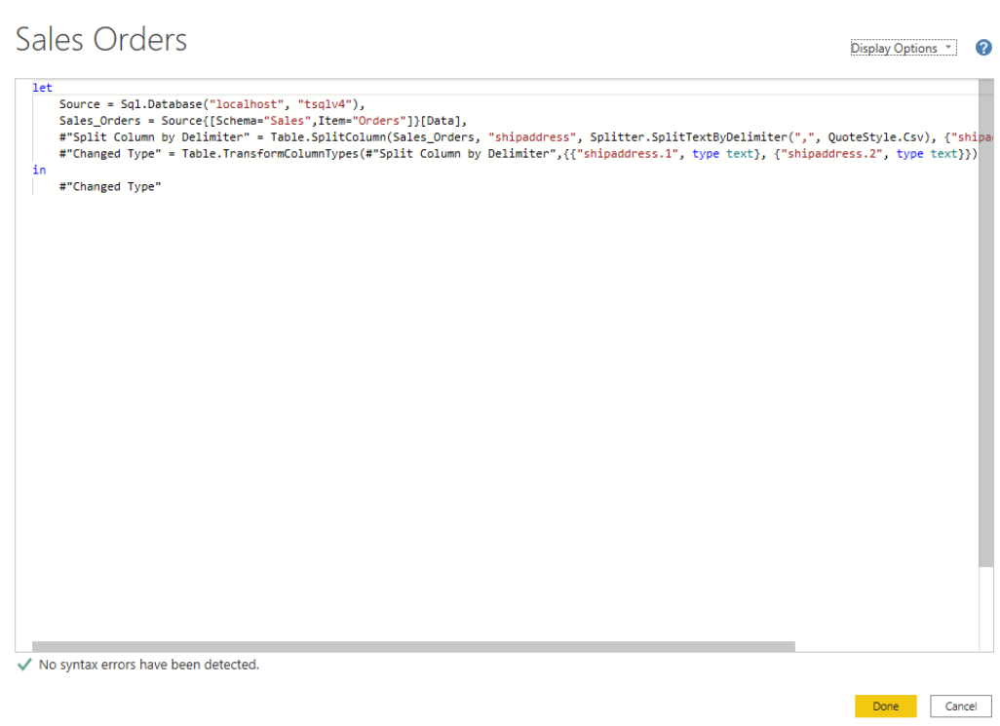 Sales Orders
Display Options
?
let
Source = Sql.Database("localhost", "tsqlv4"),
Sales_Orders = Source{[Schema="Sales",Item="Orders"]}[Data],
#"Split Column by Delimiter" = Table.SplitColumn(Sales_Orders, "shipaddress", Splitter.SplitTextByDelimiter(",", QuoteStyle.Csv), {"shipa
#"Changed Type" = Table.TransformColumnTypes(#"Split Column by Delimiter",{{"shipaddress.1", type text}, {"shipaddress.2", type text}})
in
#"Changed Type"
No syntax errors have been detected.
Done Cancel